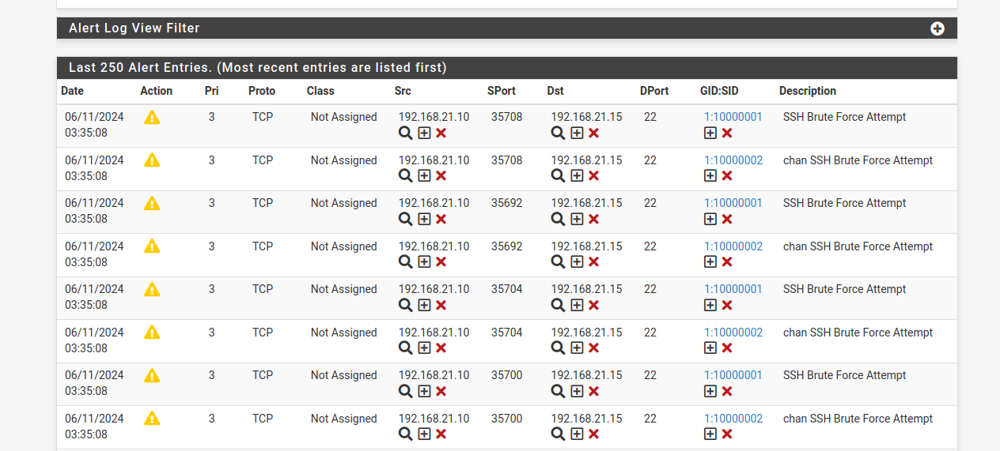 Alert Log View Filter
Last 250 Alert Entries. (Most recent entries are listed first)
Date Action Pri Proto Class Src SPort Dst DPort GID:SID Description
06/11/2024 3 TCP Not Assigned 192.168.21.10 35708 192.168.21.15 22 1:10000001 SSH Brute Force Attempt
03:35:08
06/11/2024 3 TCP Not Assigned 192.168.21.10 35708 192.168.21.15 22 1:10000002 chan SSH Brute Force Attempt
03:35:08
06/11/2024 3 TCP Not Assigned 192.168.21.10 35692 192.168.21.15 22 1:10000001 SSH Brute Force Attempt
03:35:08
06/11/2024 3 TCP Not Assigned 192.168.21.10 35692 192.168.21.15 22 1:10000002 chan SSH Brute Force Attempt
03:35:08
06/11/2024 3 TCP Not Assigned 192.168.21.10 35704 192.168.21.15 22 1:10000001 SSH Brute Force Attempt
03:35:08
06/11/2024 3 TCP Not Assigned 192.168.21.10 35704 192.168.21.15 22 1:10000002 chan SSH Brute Force Attempt
03:35:08
06/11/2024 3 TCP Not Assigned 192.168.21.10 35700 192.168.21.15 22 1:10000001 SSH Brute Force Attempt
03:35:08
06/11/2024 3 TCP Not Assigned 192.168.21.10 35700 192.168.21.15 22 1:10000002 chan SSH Brute Force Attempt
03:35:08